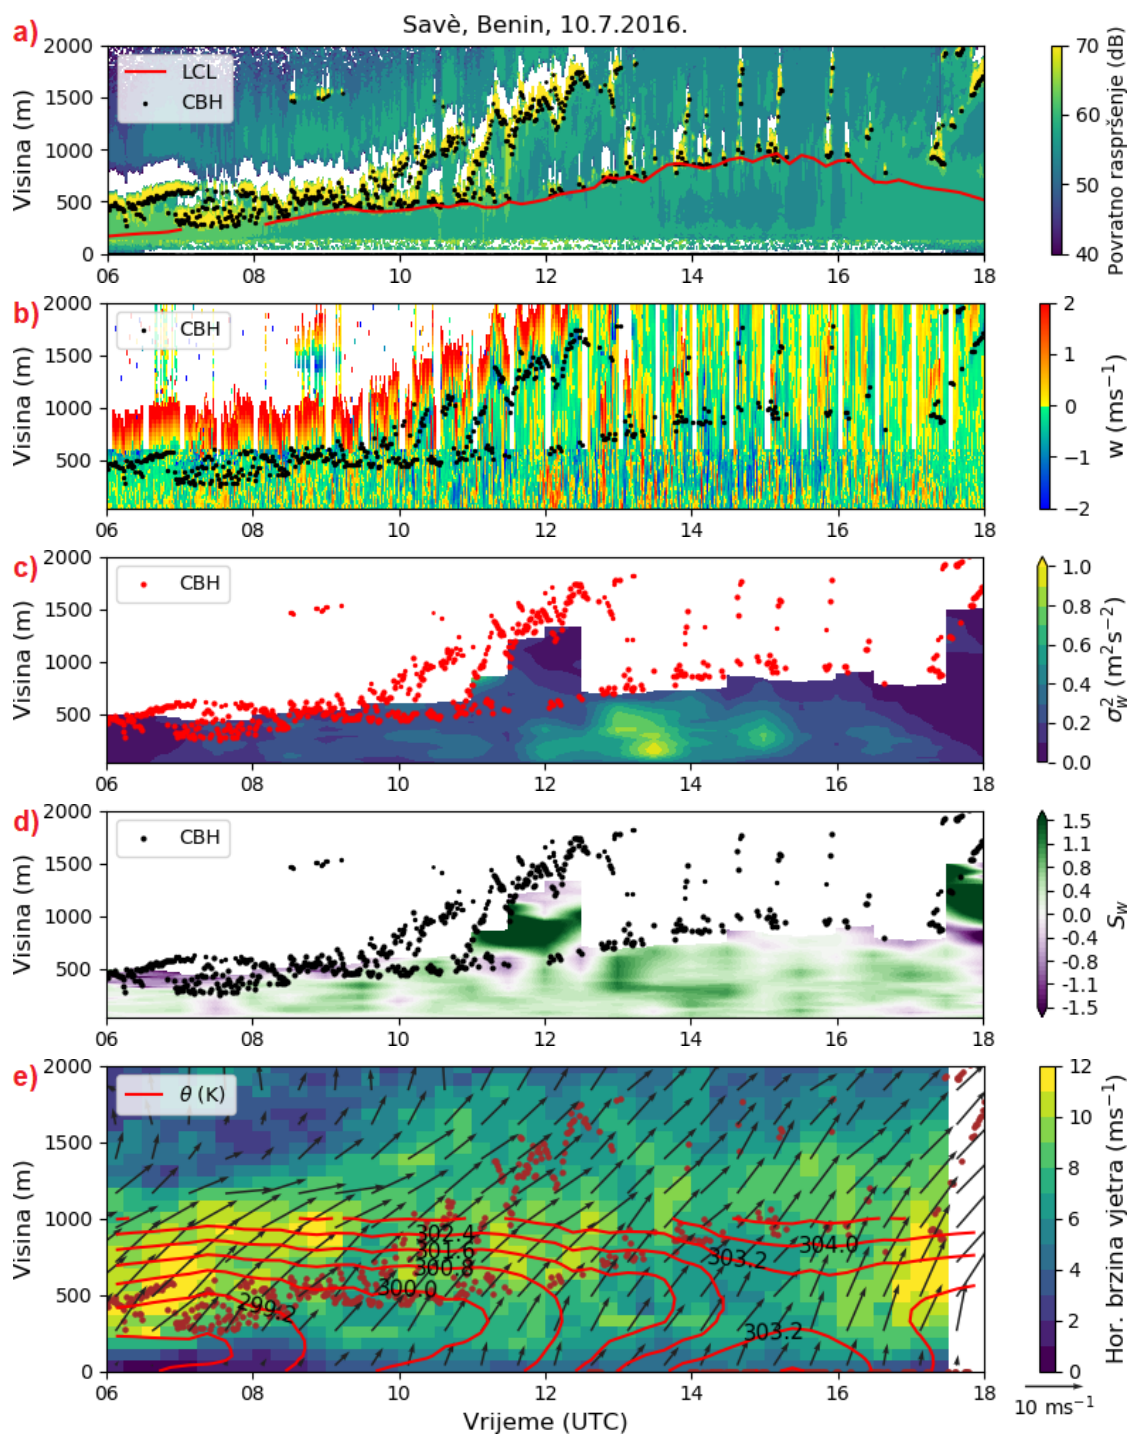 Savè, Benin, 10.7.2016.
a)
2000
1500
1000
500
0
Visina (m)
LCL
CBH
06 08 10 12 14 16 18
70
60
50
40
Povratno raspršenje (dB)
b)
2000
1500
1000
500
Visina (m)
CBH
06 08 10 12 14 16 18
2
1
0
−1
−2
w (ms⁻¹)
c)
2000
1500
1000
500
Visina (m)
CBH
06 08 10 12 14 16 18
1.0
0.8
0.6
0.4
0.2
0.0
σ²w (m²s⁻²)
d)
2000
1500
1000
500
Visina (m)
CBH
06 08 10 12 14 16 18
1.5
1.1
0.8
0.4
0.0
-0.4
-0.8
-1.1
-1.5
Sw
e)
2000
1500
1000
500
0
Visina (m)
θ (K)
302.4
301.6
300.8
300.0
299.2
303.2
304.0
303.2
06 08 10 12 14 16 18
Vrijeme (UTC)
12
10
8
6
4
2
0
Hor. brzina vjetra (ms⁻¹)
10 ms⁻¹